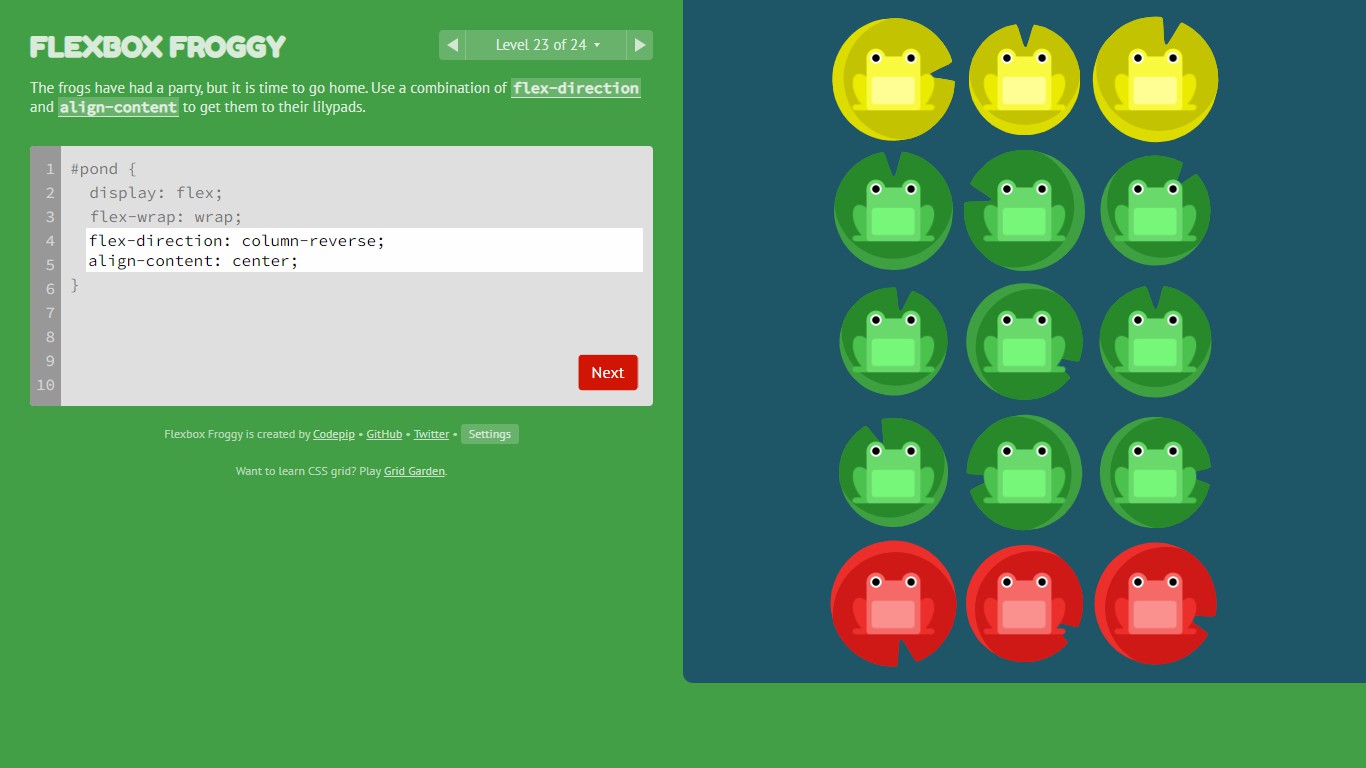 FLEXBOX FROGGY
Level 23 of 24
The frogs have had a party, but it is time to go home. Use a combination of flex-direction
and align-content to get them to their lilypads.
1 #pond {
2 display: flex;
3 flex-wrap: wrap;
4 flex-direction: column-reverse;
5 align-content: center;
6 }
7
8
9
10
Next
Flexbox Froggy is created by Codepip • GitHub • Twitter • Settings
Want to learn CSS grid? Play Grid Garden.